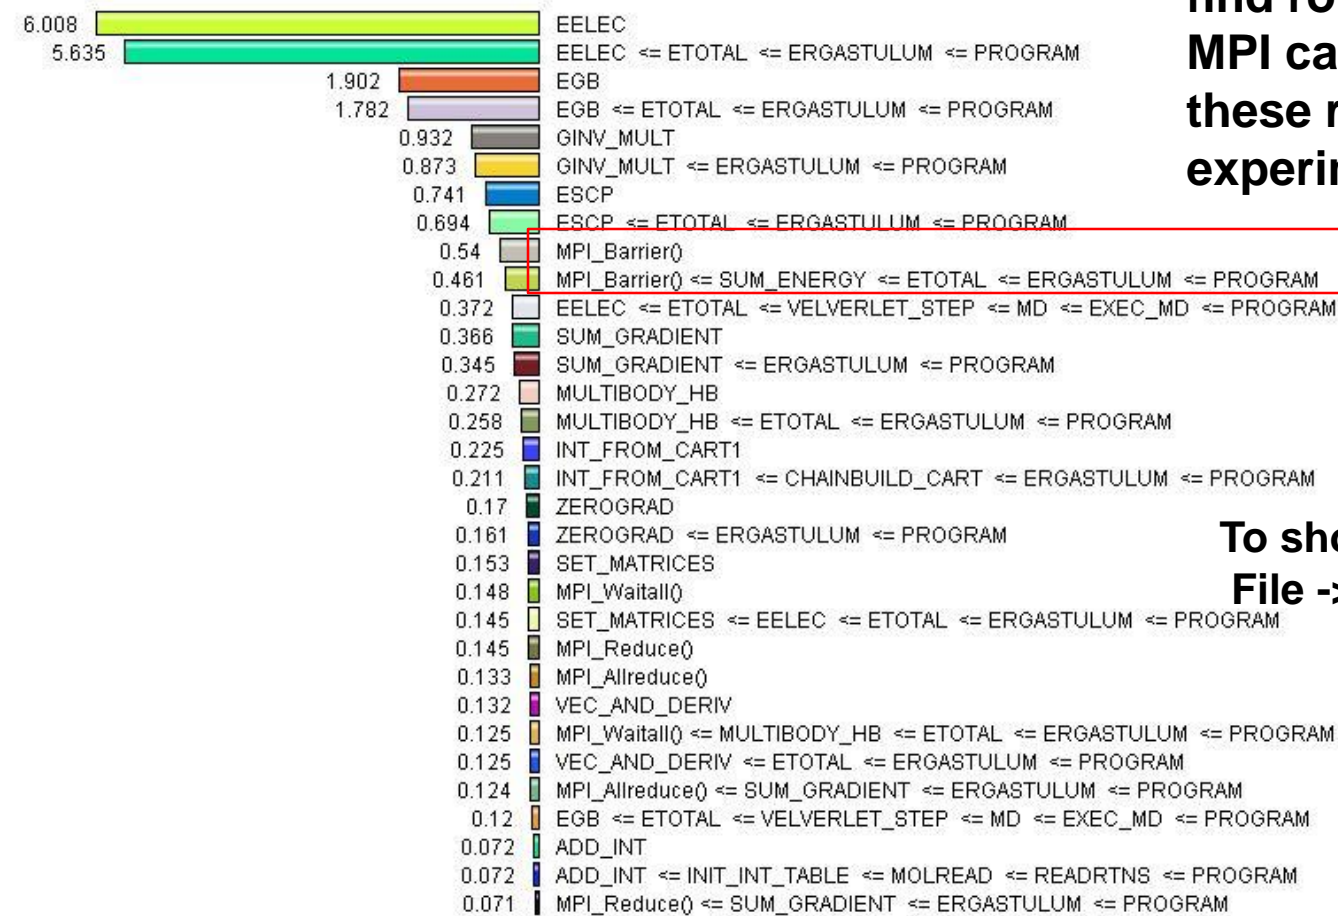 6.008 EELEC
5.635 EELEC <= ETOTAL <= ERGASTULUM <= PROGRAM
1.902 EGB
1.782 EGB <= ETOTAL <= ERGASTULUM <= PROGRAM
0.932 GINV_MULT
0.873 GINV_MULT <= ERGASTULUM <= PROGRAM
0.741 ESCP
0.694 ESCP <= ETOTAL <= ERGASTULUM <= PROGRAM
0.54 MPI_Barrier()
0.461 MPI_Barrier() <= SUM_ENERGY <= ETOTAL <= ERGASTULUM <= PROGRAM
0.372 EELEC <= ETOTAL <= VELVERLET_STEP <= MD <= EXEC_MD <= PROGRAM
0.366 SUM_GRADIENT
0.345 SUM_GRADIENT <= ERGASTULUM <= PROGRAM
0.272 MULTIBODY_HB
0.258 MULTIBODY_HB <= ETOTAL <= ERGASTULUM <= PROGRAM
0.225 INT_FROM_CART1
0.211 INT_FROM_CART1 <= CHAINBUILD_CART <= ERGASTULUM <= PROGRAM
0.17 ZEROGRAD
0.161 ZEROGRAD <= ERGASTULUM <= PROGRAM
0.153 SET_MATRICES
0.148 MPI_Waitall()
0.145 SET_MATRICES <= EELEC <= ETOTAL <= ERGASTULUM <= PROGRAM
0.145 MPI_Reduce()
0.133 MPI_Allreduce()
0.132 VEC_AND_DERIV
0.125 MPI_Waitall() <= MULTIBODY_HB <= ETOTAL <= ERGASTULUM <= PROGRAM
0.125 VEC_AND_DERIV <= ETOTAL <= ERGASTULUM <= PROGRAM
0.124 MPI_Allreduce() <= SUM_GRADIENT <= ERGASTULUM <= PROGRAM
0.12 EGB <= ETOTAL <= VELVERLET_STEP <= MD <= EXEC_MD <= PROGRAM
0.072 ADD_INT
0.072 ADD_INT <= INIT_INT_TABLE <= MOLREAD <= READRTNS <= PROGRAM
0.071 MPI_Reduce() <= SUM_GRADIENT <= ERGASTULUM <= PROGRAM
MPI
these
To
File ->